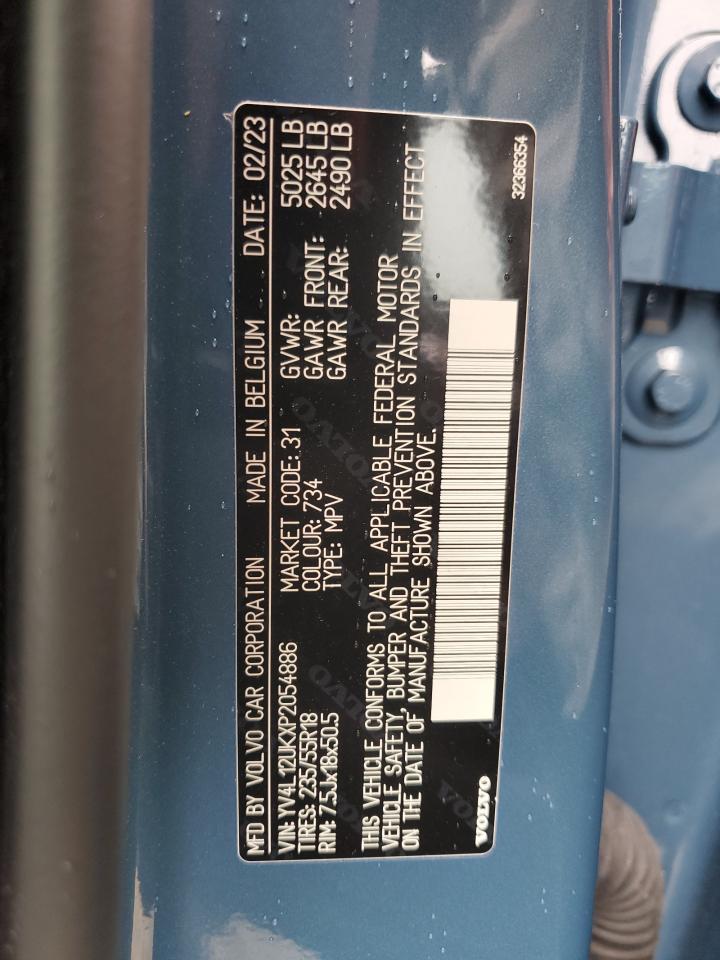 MFD BY VOLVO CAR CORPORATION MADE IN BELGIUM DATE: 02/23
VIN: YV4L12UKXP2054886 MARKET CODE: 31 GVWR: 5025 LB
TIRES: 235/55R18 COLOUR: 734 GAWR FRONT: 2645 LB
RIM: 7.5Jx18x50.5 TYPE: MPV GAWR REAR: 2490 LB
THIS VEHICLE CONFORMS TO ALL APPLICABLE FEDERAL MOTOR
VEHICLE SAFETY, BUMPER AND THEFT PREVENTION STANDARDS IN EFFECT
ON THE DATE OF MANUFACTURE SHOWN ABOVE.
VOLVO 32366354